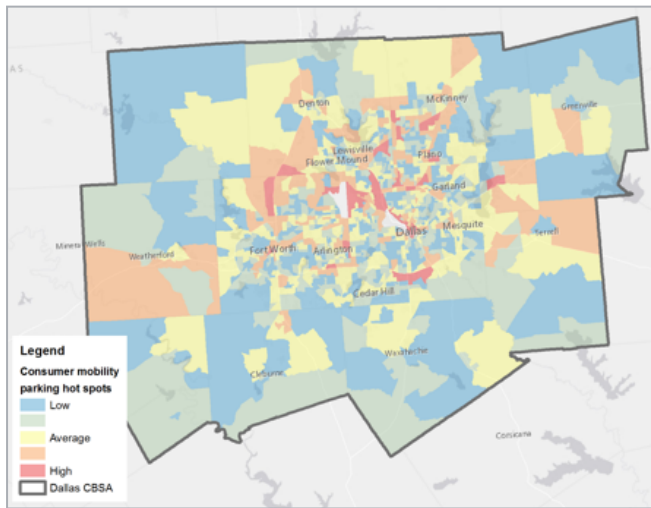 A S
Denton
McKinney
Greenville
Lewisville
Flower Mound
Plano
Garland
Mineral Wells
Weatherford
Fort Worth
Arlington
Dallas
Mesquite
Terrell
Cedar Hill
Waxahachie
Cleburne
Corsicana
Legend
Consumer mobility
parking hot spots
Low
Average
High
Dallas CBSA